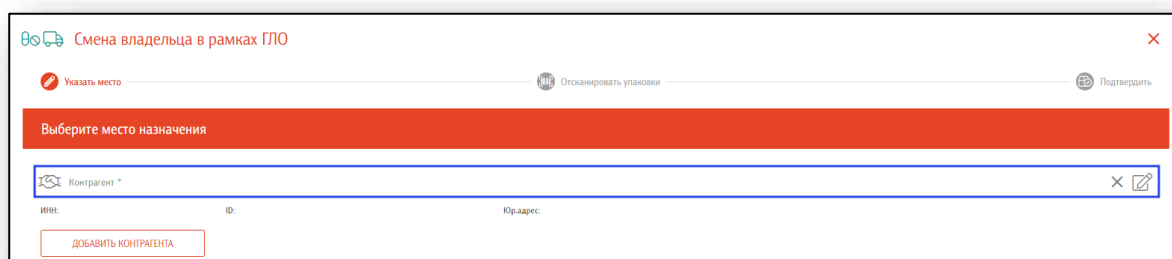 Смена владельца в рамках ГЛО
Указать место
Отсканировать упаковки
Подтвердить
Выберите место назначения
Контрагент *
ИНН:
ID:
Юр.адрес:
ДОБАВИТЬ КОНТРАГЕНТА